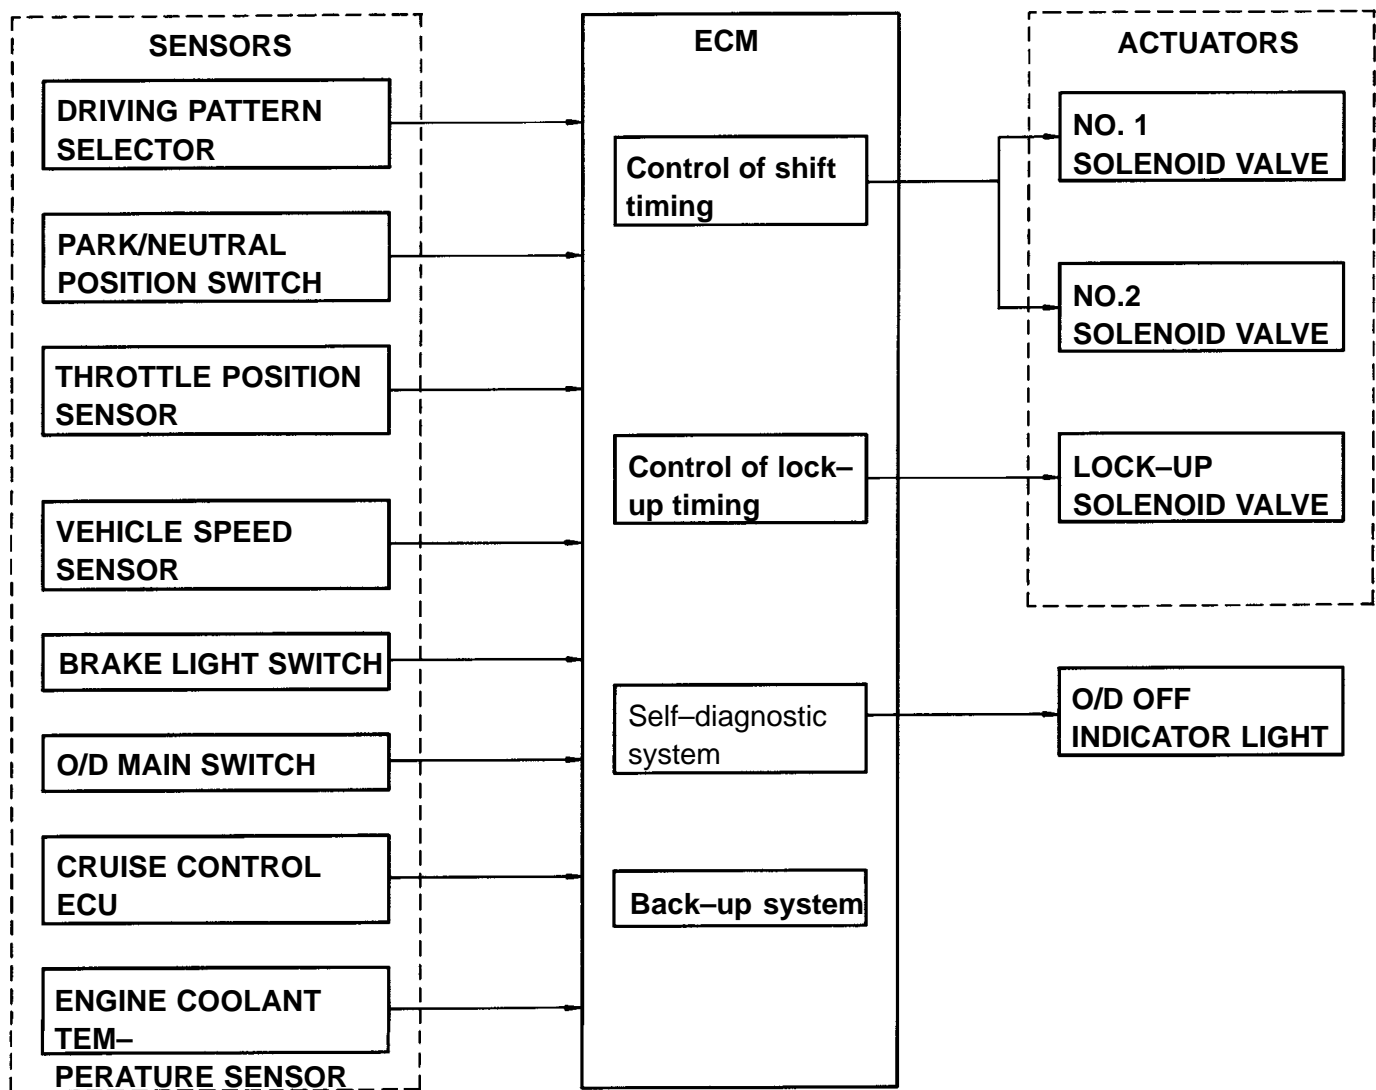 SENSORS
DRIVING PATTERN
SELECTOR
PARK/NEUTRAL
POSITION SWITCH
THROTTLE POSITION
SENSOR
VEHICLE SPEED
SENSOR
BRAKE LIGHT SWITCH
O/D MAIN SWITCH
CRUISE CONTROL
ECU
ENGINE COOLANT
TEM–
PERATURE SENSOR
ECM
Control of shift
timing
Control of lock–
up timing
Self–diagnostic
system
Back–up system
ACTUATORS
NO. 1
SOLENOID VALVE
NO.2
SOLENOID VALVE
LOCK–UP
SOLENOID VALVE
O/D OFF
INDICATOR LIGHT